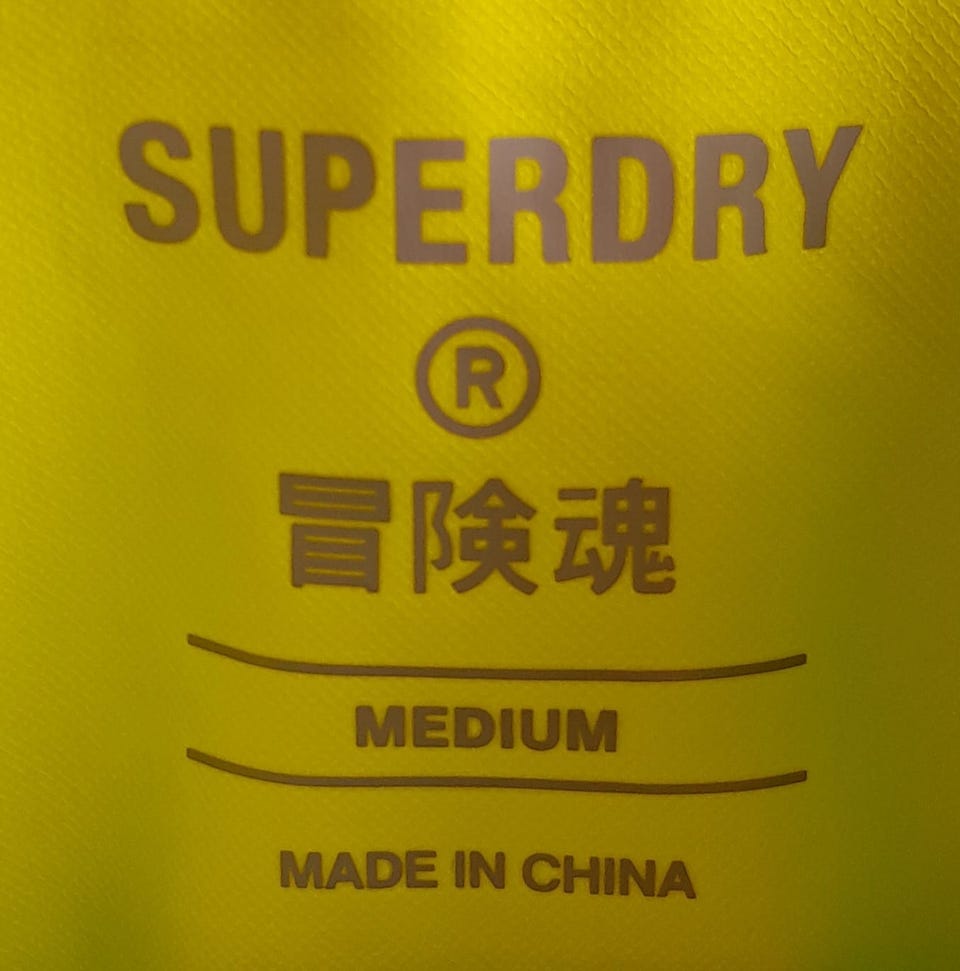 SUPERDRY
®
冒険魂
MEDIUM
MADE IN CHINA